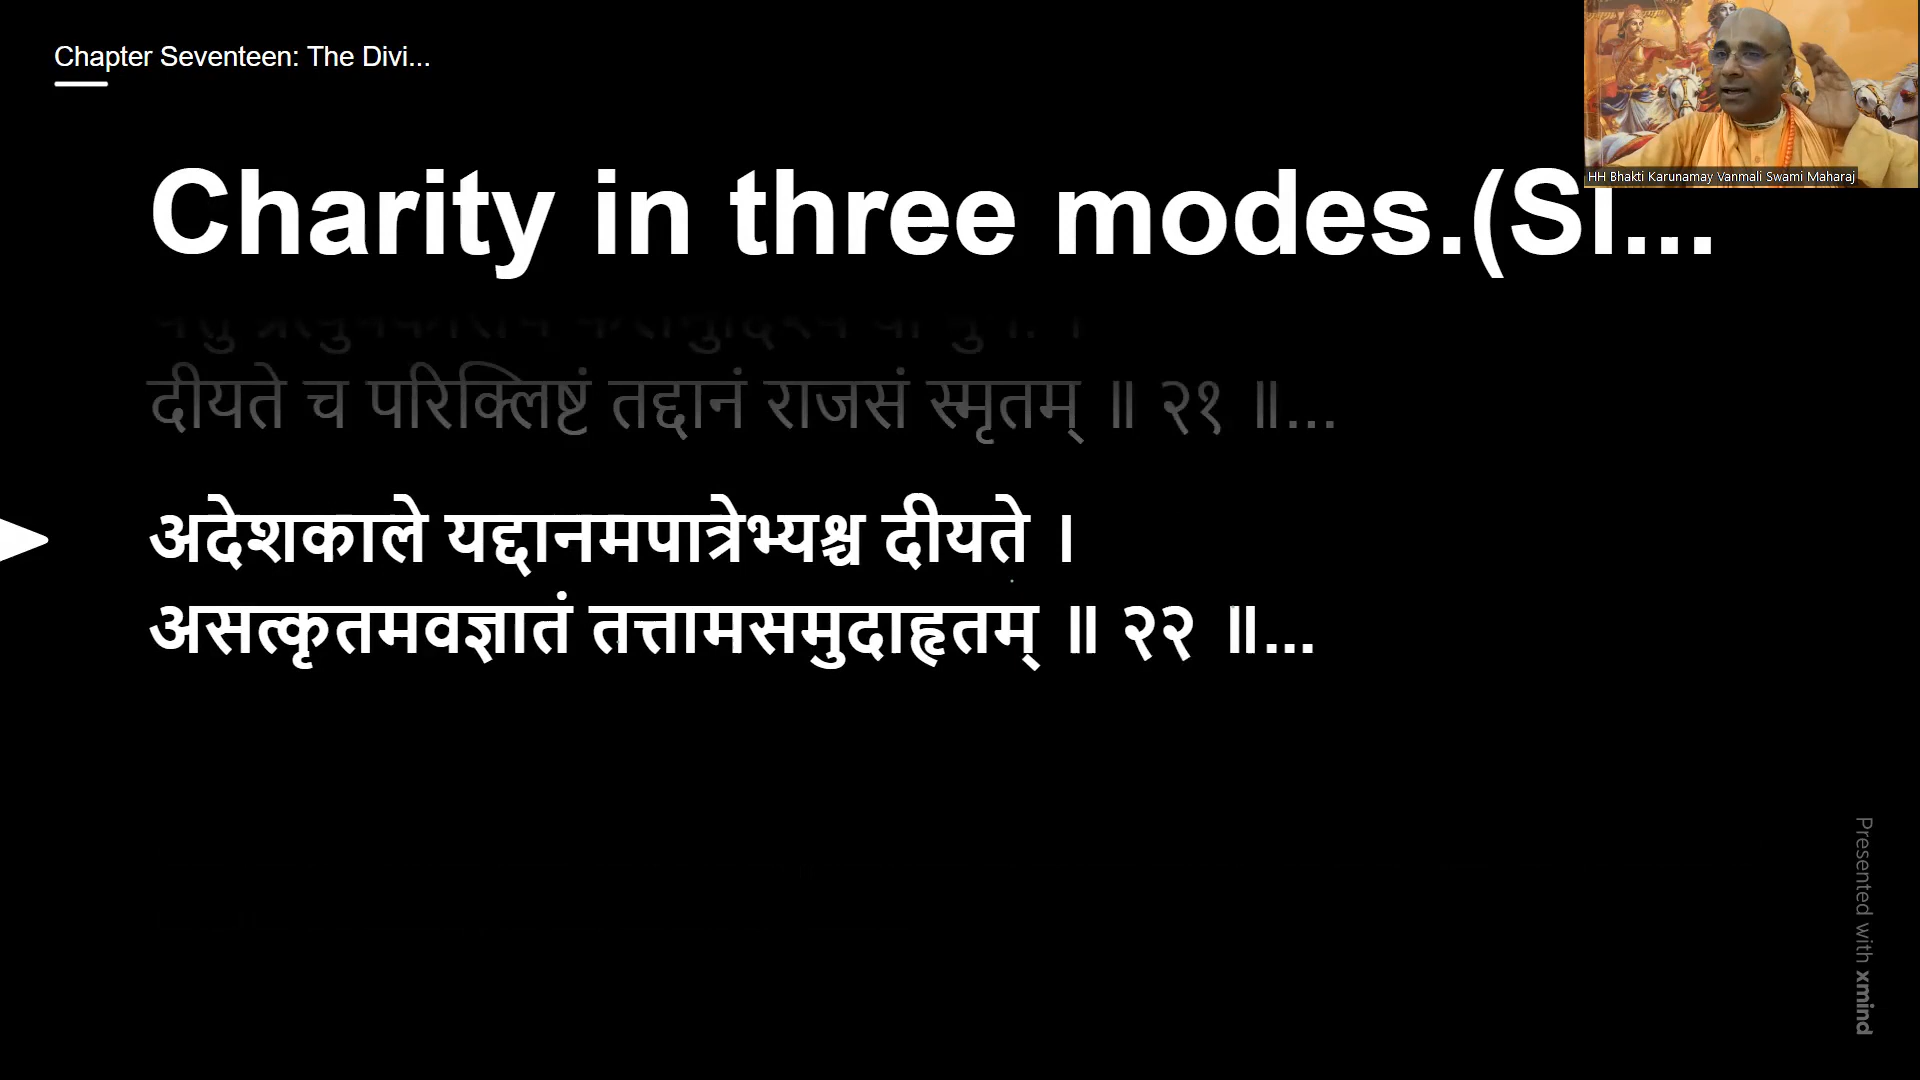 Chapter Seventeen: The Divi...
HH Bhakti Karunamay Vanmali Swami Maharaj
Charity in three modes.(Sl...
दीयते च परिक्लिष्टं तद्दानं राजसं स्मृतम् ॥ २१ ॥...
अदेशकाले यद्दानमपात्रेभ्यश्च दीयते ।
असत्कृतमवज्ञातं तत्तामसमुदाहृतम् ॥ २२ ॥...
Presented with xmind